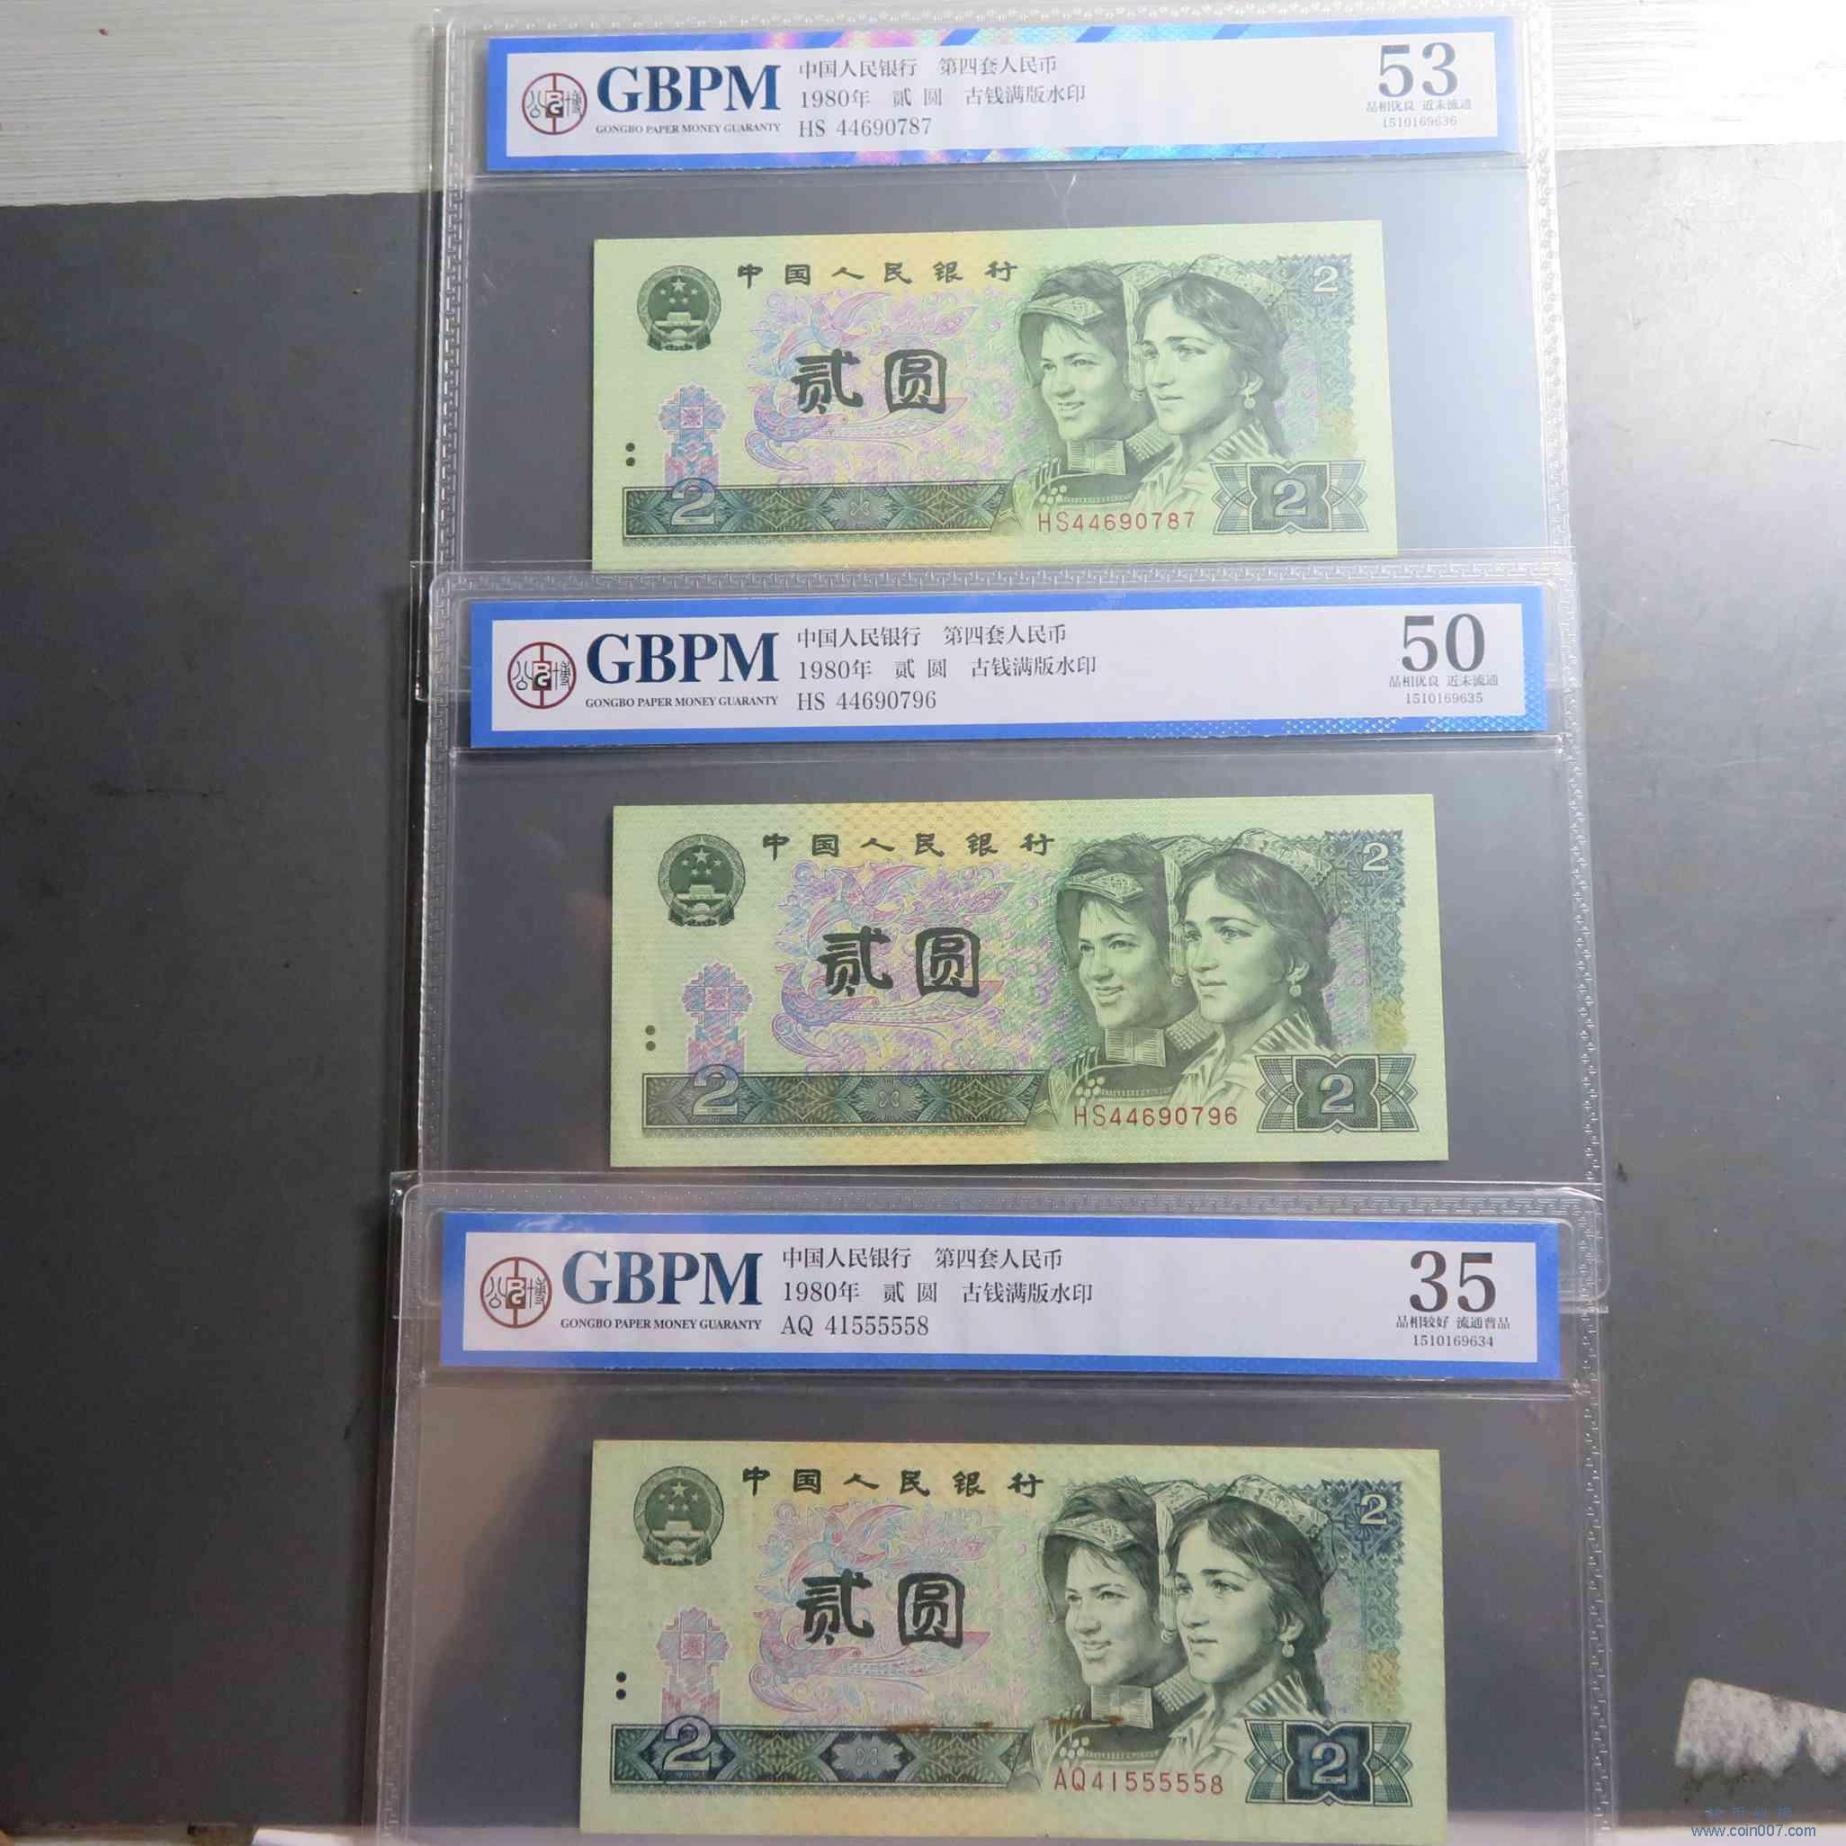 GBPM
GONGBO PAPER MONEY GUARANTY
中国人民银行 第四套人民币
1980年 贰 圆 古钱满版水印
HS 44690787
53
品相优良 近未流通
1510169636
中国人民银行
2
贰圆
2
HS44690787
2
GBPM
GONGBO PAPER MONEY GUARANTY
中国人民银行 第四套人民币
1980年 贰 圆 古钱满版水印
HS 44690796
50
品相优良 近未流通
1510169635
中国人民银行
2
贰圆
2
HS44690796
2
GBPM
GONGBO PAPER MONEY GUARANTY
中国人民银行 第四套人民币
1980年 贰 圆 古钱满版水印
AQ 41555558
35
品相较好 流通普品
1510169634
中国人民银行
2
贰圆
2
AQ41555558
2
www.coin007.com